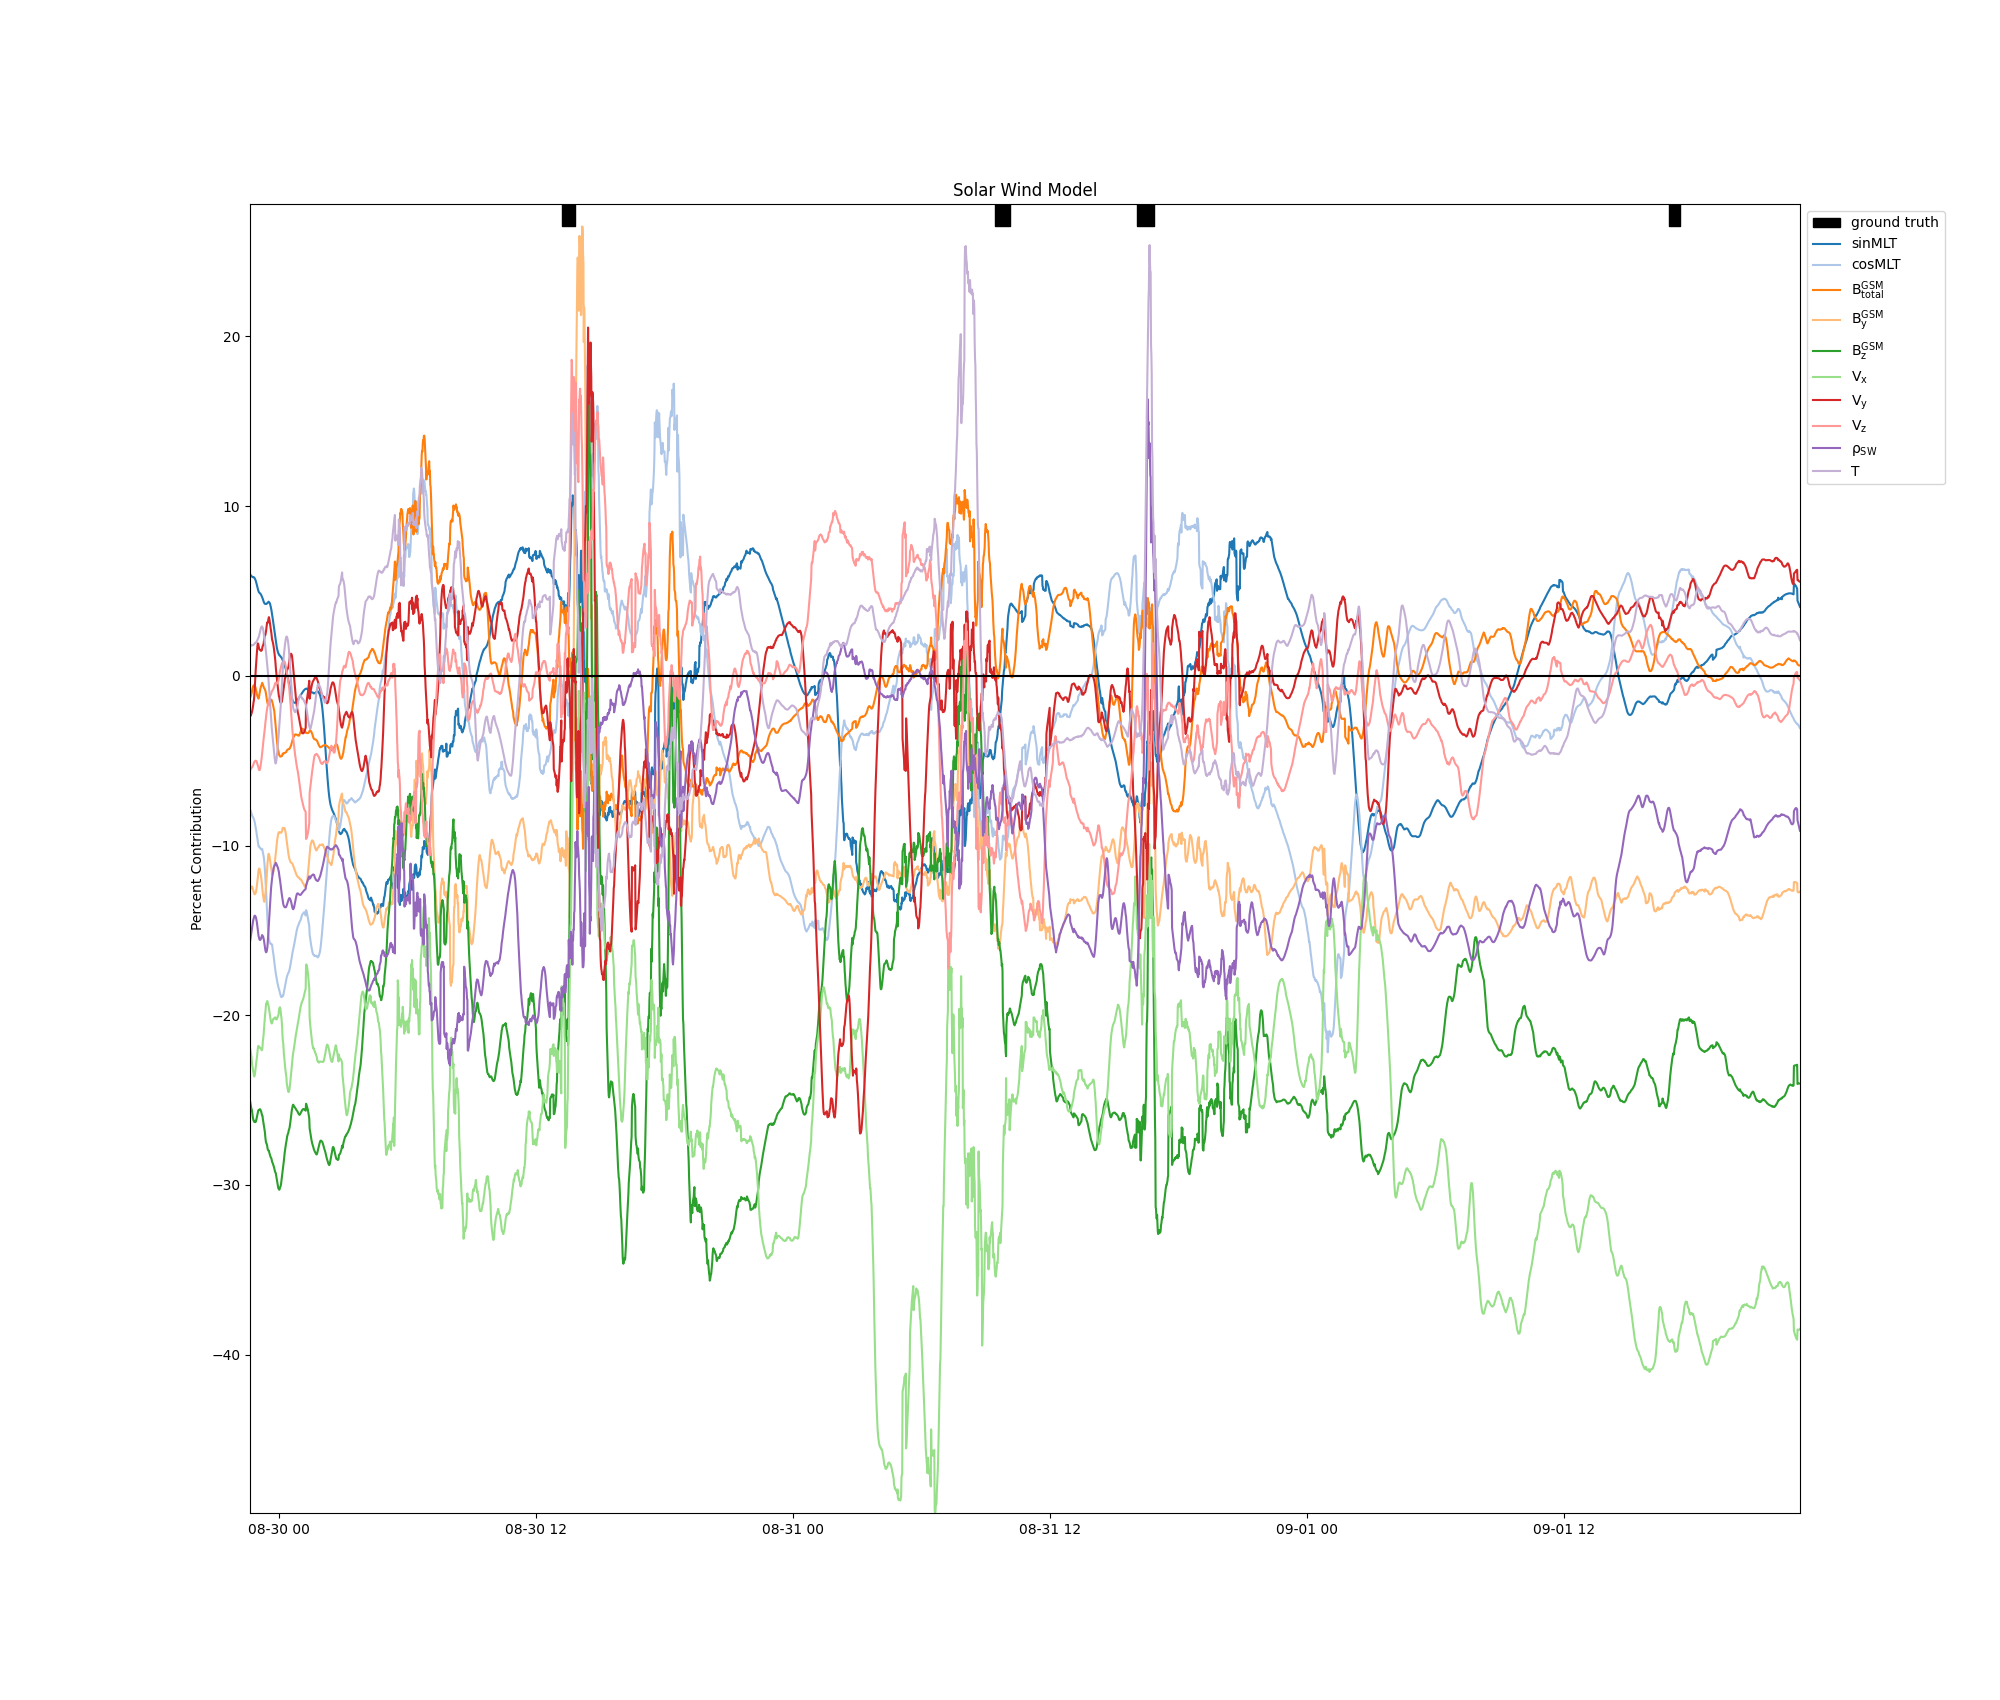 Solar Wind Model
ground truth
sinMLT
cosMLT
B_total^GSM
B_y^GSM
B_z^GSM
V_x
V_y
V_z
ρ_SW
T
Percent Contribution
20
10
0
−10
−20
−30
−40
08-30 00 08-30 12 08-31 00 08-31 12 09-01 00 09-01 12